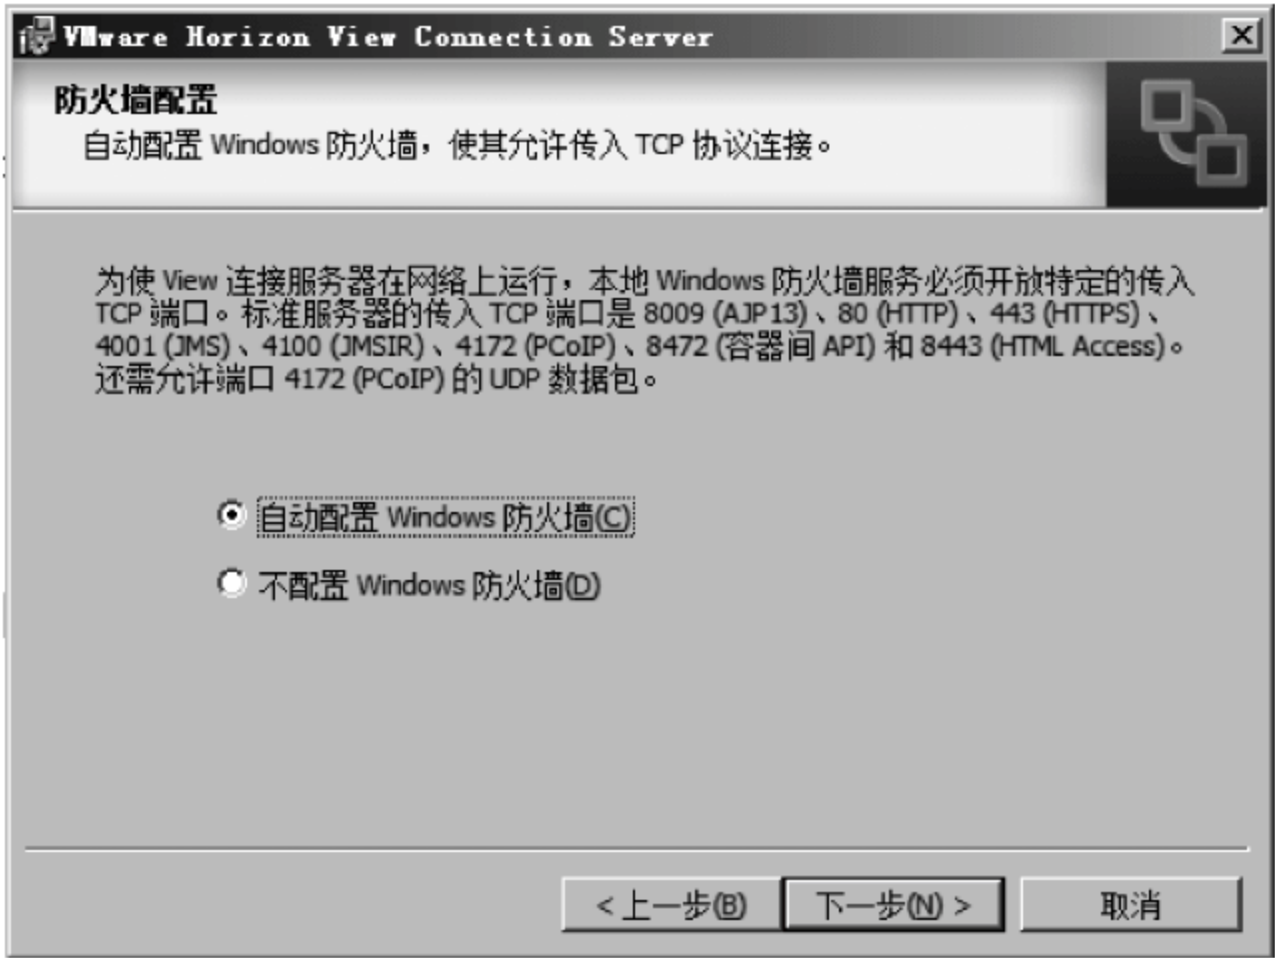 VMware Horizon View Connection Server
防火墙配置
自动配置 Windows 防火墙，使其允许传入 TCP 协议连接。
为使 View 连接服务器在网络上运行，本地 Windows 防火墙服务必须开放特定的传入
TCP 端口。标准服务器的传入 TCP 端口是 8009 (AJP13)、80 (HTTP)、443 (HTTPS)、
4001 (JMS)、4100 (JMSIR)、4172 (PCoIP)、8472 (容器间 API) 和 8443 (HTML Access)。
还需允许端口 4172 (PCoIP) 的 UDP 数据包。
自动配置 Windows 防火墙(C)
不配置 Windows 防火墙(D)
< 上一步(B)
下一步(N) >
取消